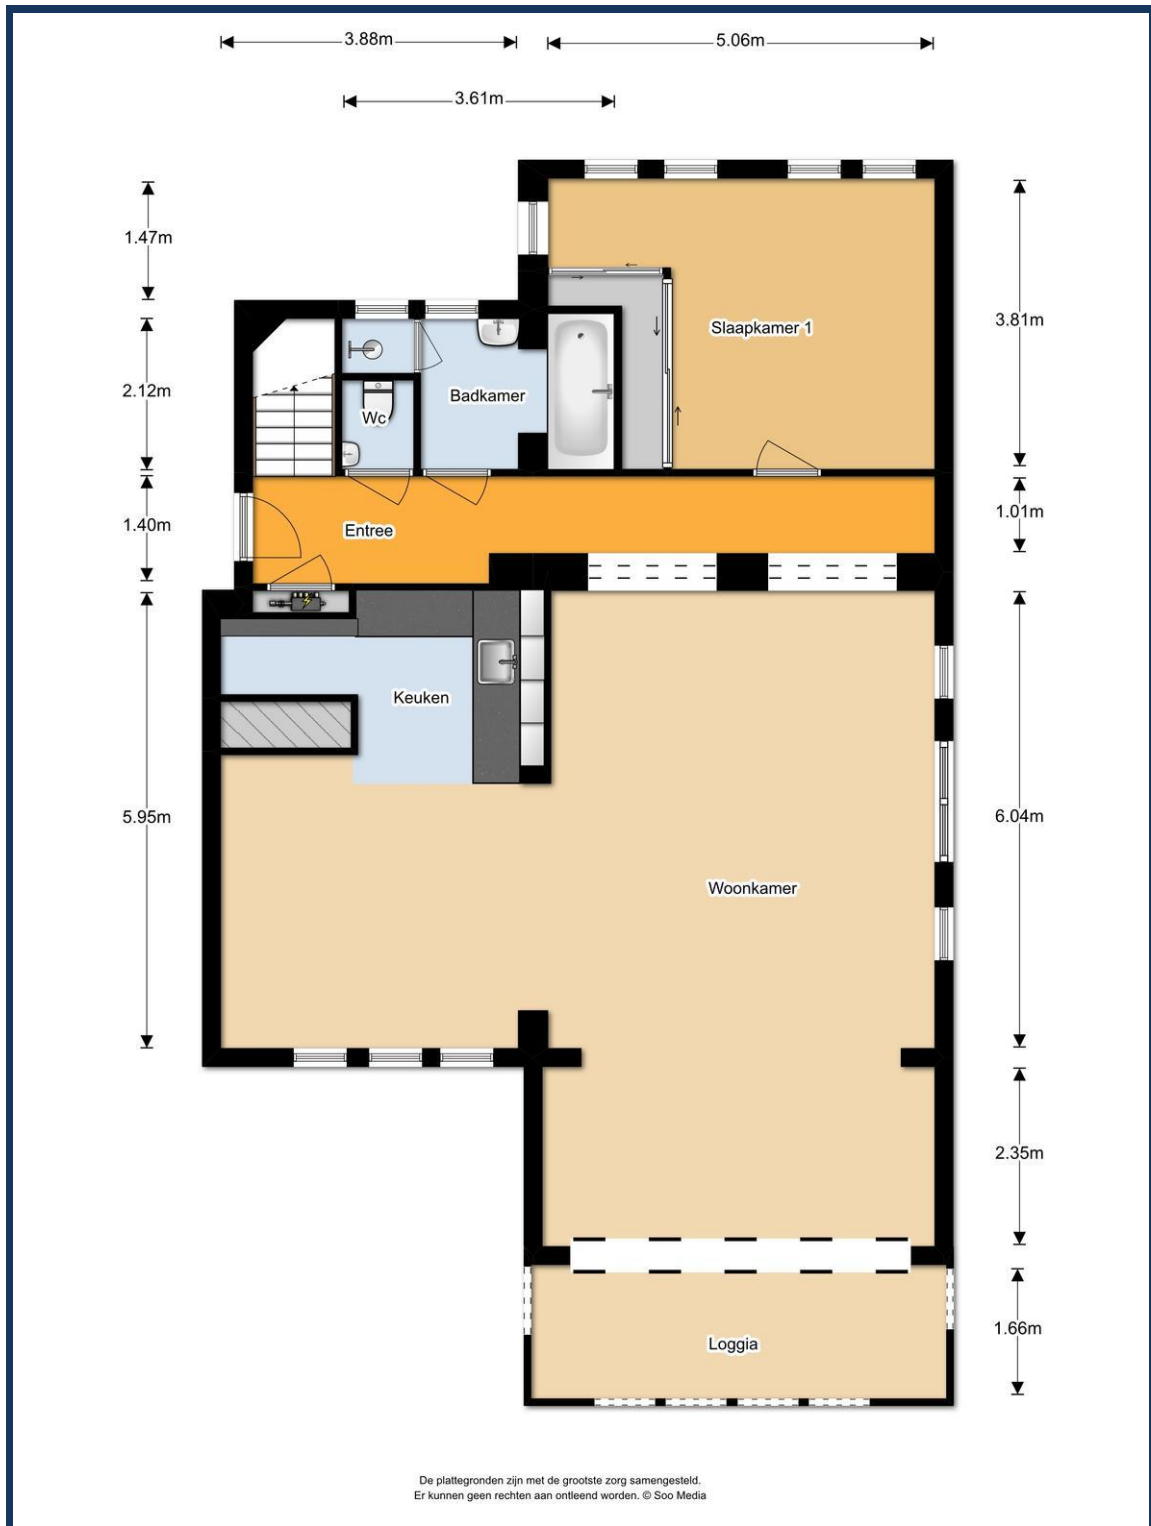 3.88m
5.06m
3.61m
1.47m
Slaapkamer 1
3.81m
2.12m
Badkamer
Wc
1.40m
Entree
1.01m
Keuken
5.95m
6.04m
Woonkamer
2.35m
1.66m
Loggia
De plattegronden zijn met de grootste zorg samengesteld.
Er kunnen geen rechten aan ontleend worden. © Soo Media